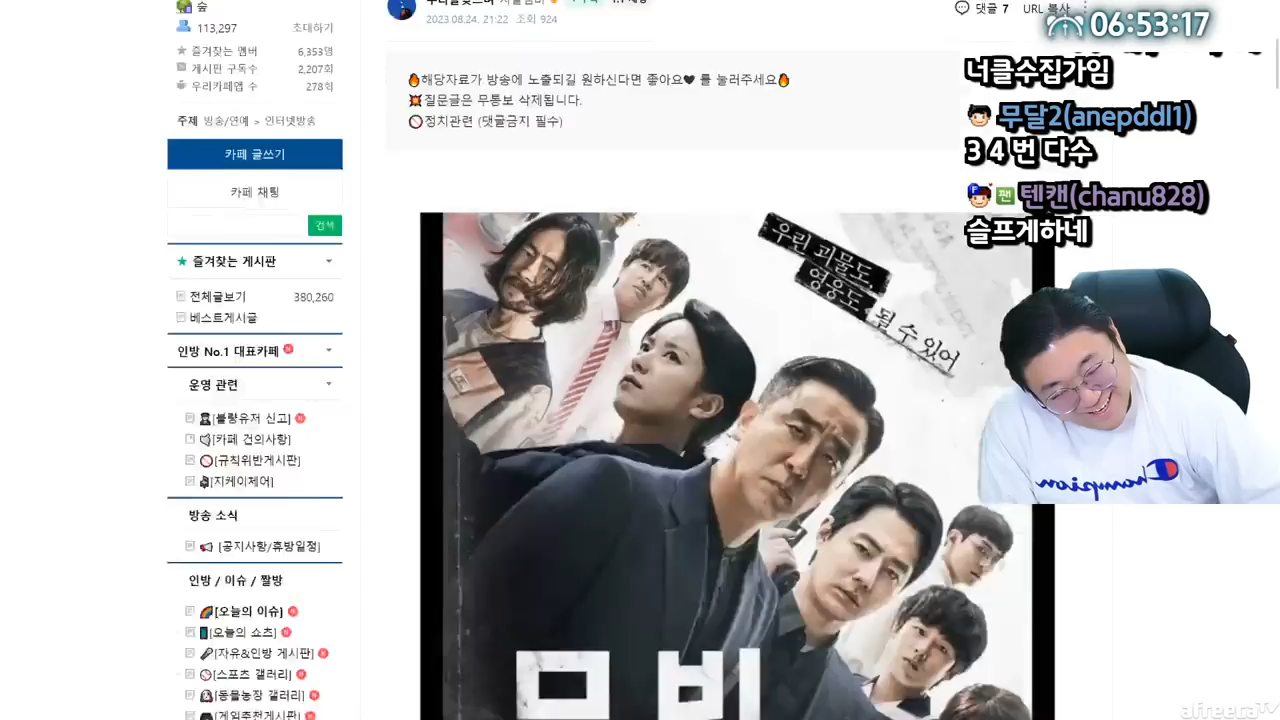 숲
113,297
초대하기
즐겨찾는 멤버 6,353명
게시판 구독수 2,207회
우리카페앱 수 278회
주제 방송/연예 > 인터넷방송
카페 글쓰기
카페 채팅
검색
즐겨찾는 게시판
전체글보기 380,260
베스트게시글
인방 No.1 대표카페
운영 관련
[불량유저 신고]
[카페 건의사항]
[규칙위반게시판]
[지케이제어]
방송 소식
[공지사항/휴방일정]
인방 / 이슈 / 짤방
[오늘의 이슈]
[오늘의 쇼츠]
[자유&인방 게시판]
[스포츠 갤러리]
[동물농장 갤러리]
[게임추천게시판]
2023.08.24. 21:22 조회 924
댓글 7 URL 복사
해당자료가 방송에 노출되길 원하신다면 좋아요 를 눌러주세요
질문글은 무통보 삭제됩니다.
정치관련 (댓글금지 필수)
우린 괴물도,
영웅도
될 수 있어
무빙
06:53:17
너클수집가임
무달2(anepddl1)
3 4 번 다수
팬 텐캔(chanu828)
슬프게하네
Champion
afreecaTV